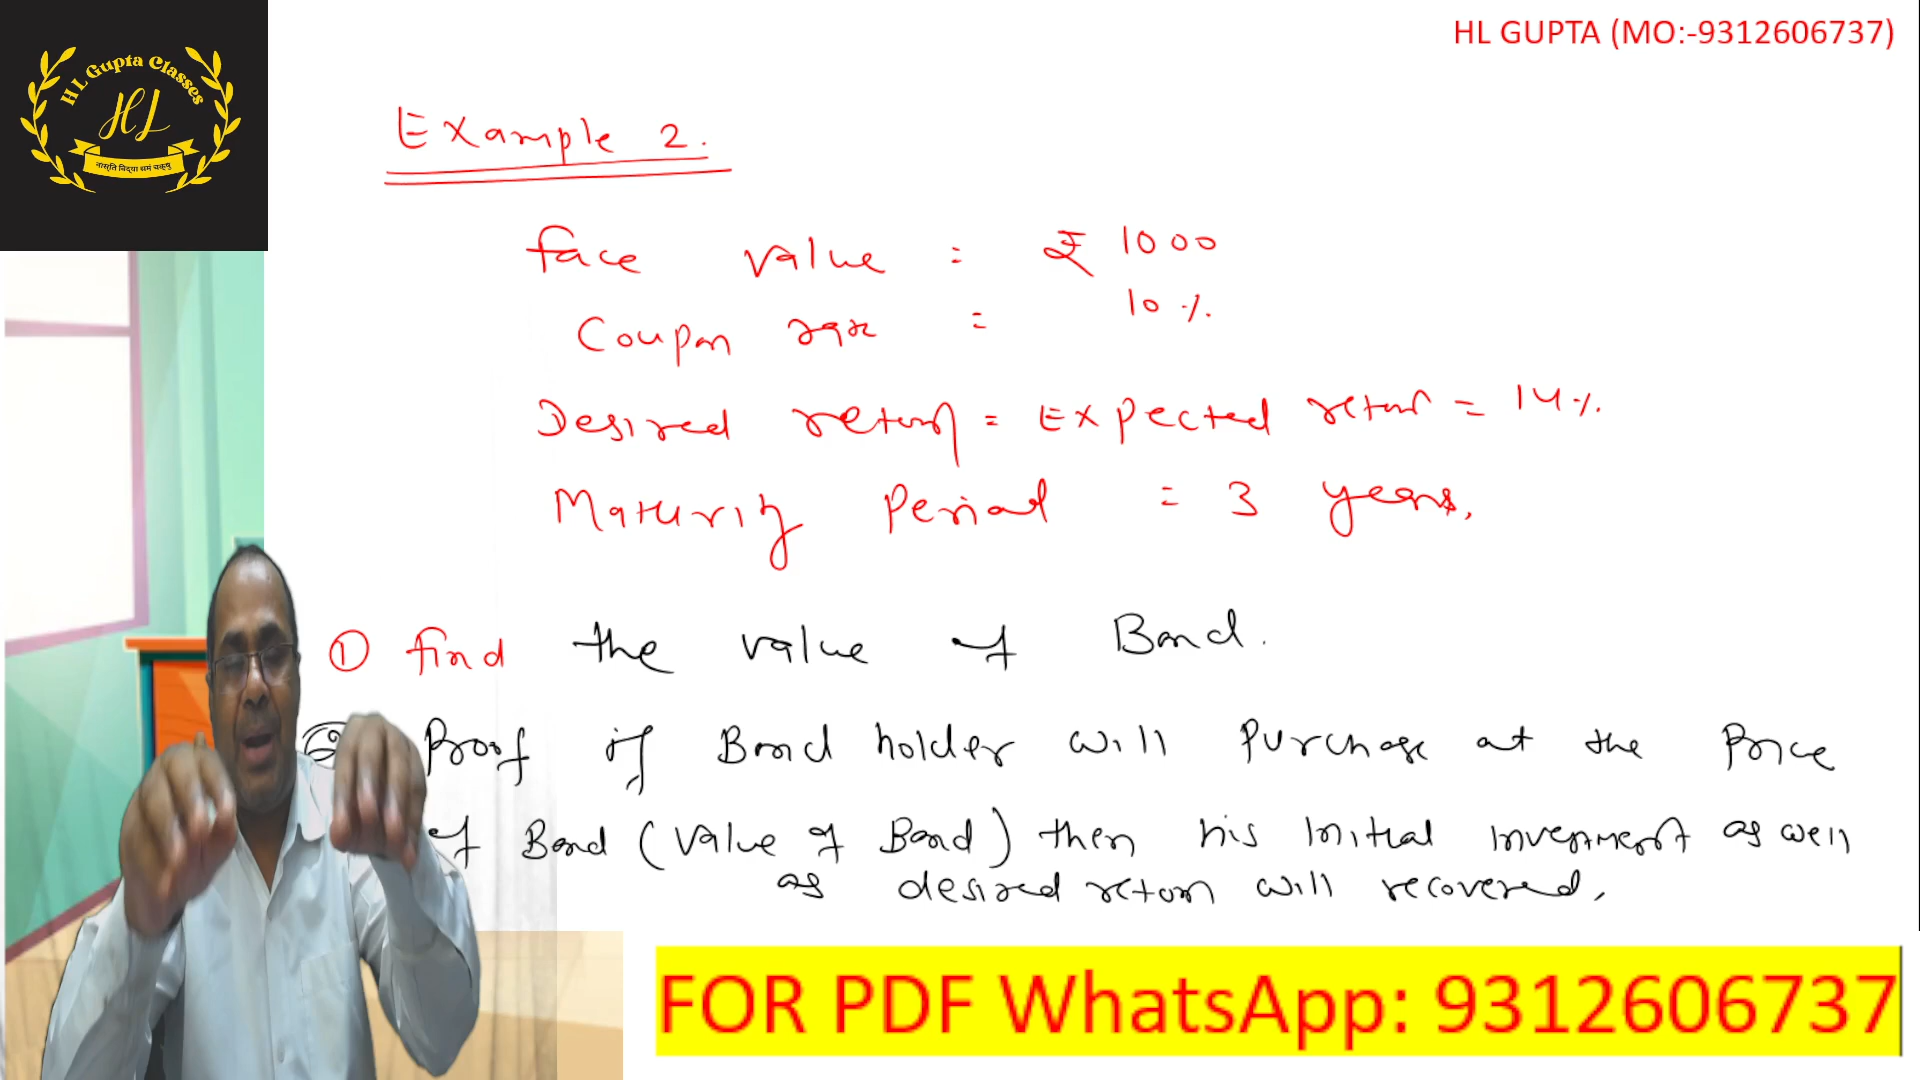 HL GUPTA (MO:-9312606737)
H L Gupta Classes
HL
नास्ति विद्या समं चक्षु
Example 2.
Face value = ₹ 1000
Coupon rate = 10 %
Desired return = Expected return = 14%
Maturity Period = 3 years.
① Find the value of Bond.
② Proof if Bond holder will Purchase at the Price
of Bond (value of Bond) then his initial investment as well
as desired return will recovered,
FOR PDF WhatsApp: 9312606737